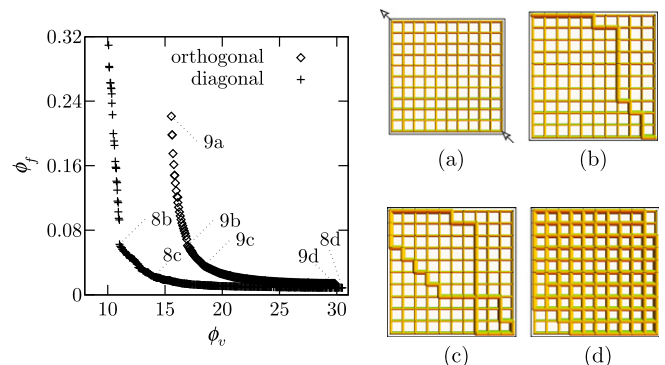 0.32
0.24
0.16
0.08
0
ϕ_f
orthogonal ◇
diagonal +
9a
8b
9b
8c
9c
8d
9d
10 15 20 25 30
ϕ_v
(a)
(b)
(c)
(d)